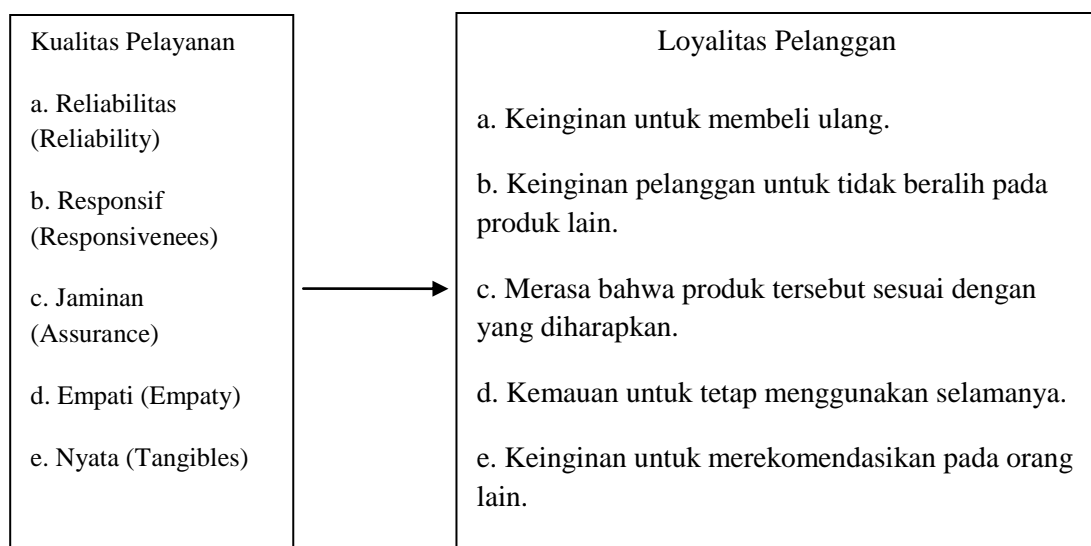 Kualitas Pelayanan
a. Reliabilitas
(Reliability)
b. Responsif
(Responsivenees)
c. Jaminan
(Assurance)
d. Empati (Empaty)
e. Nyata (Tangibles)
Loyalitas Pelanggan
a. Keinginan untuk membeli ulang.
b. Keinginan pelanggan untuk tidak beralih pada
produk lain.
c. Merasa bahwa produk tersebut sesuai dengan
yang diharapkan.
d. Kemauan untuk tetap menggunakan selamanya.
e. Keinginan untuk merekomendasikan pada orang
lain.